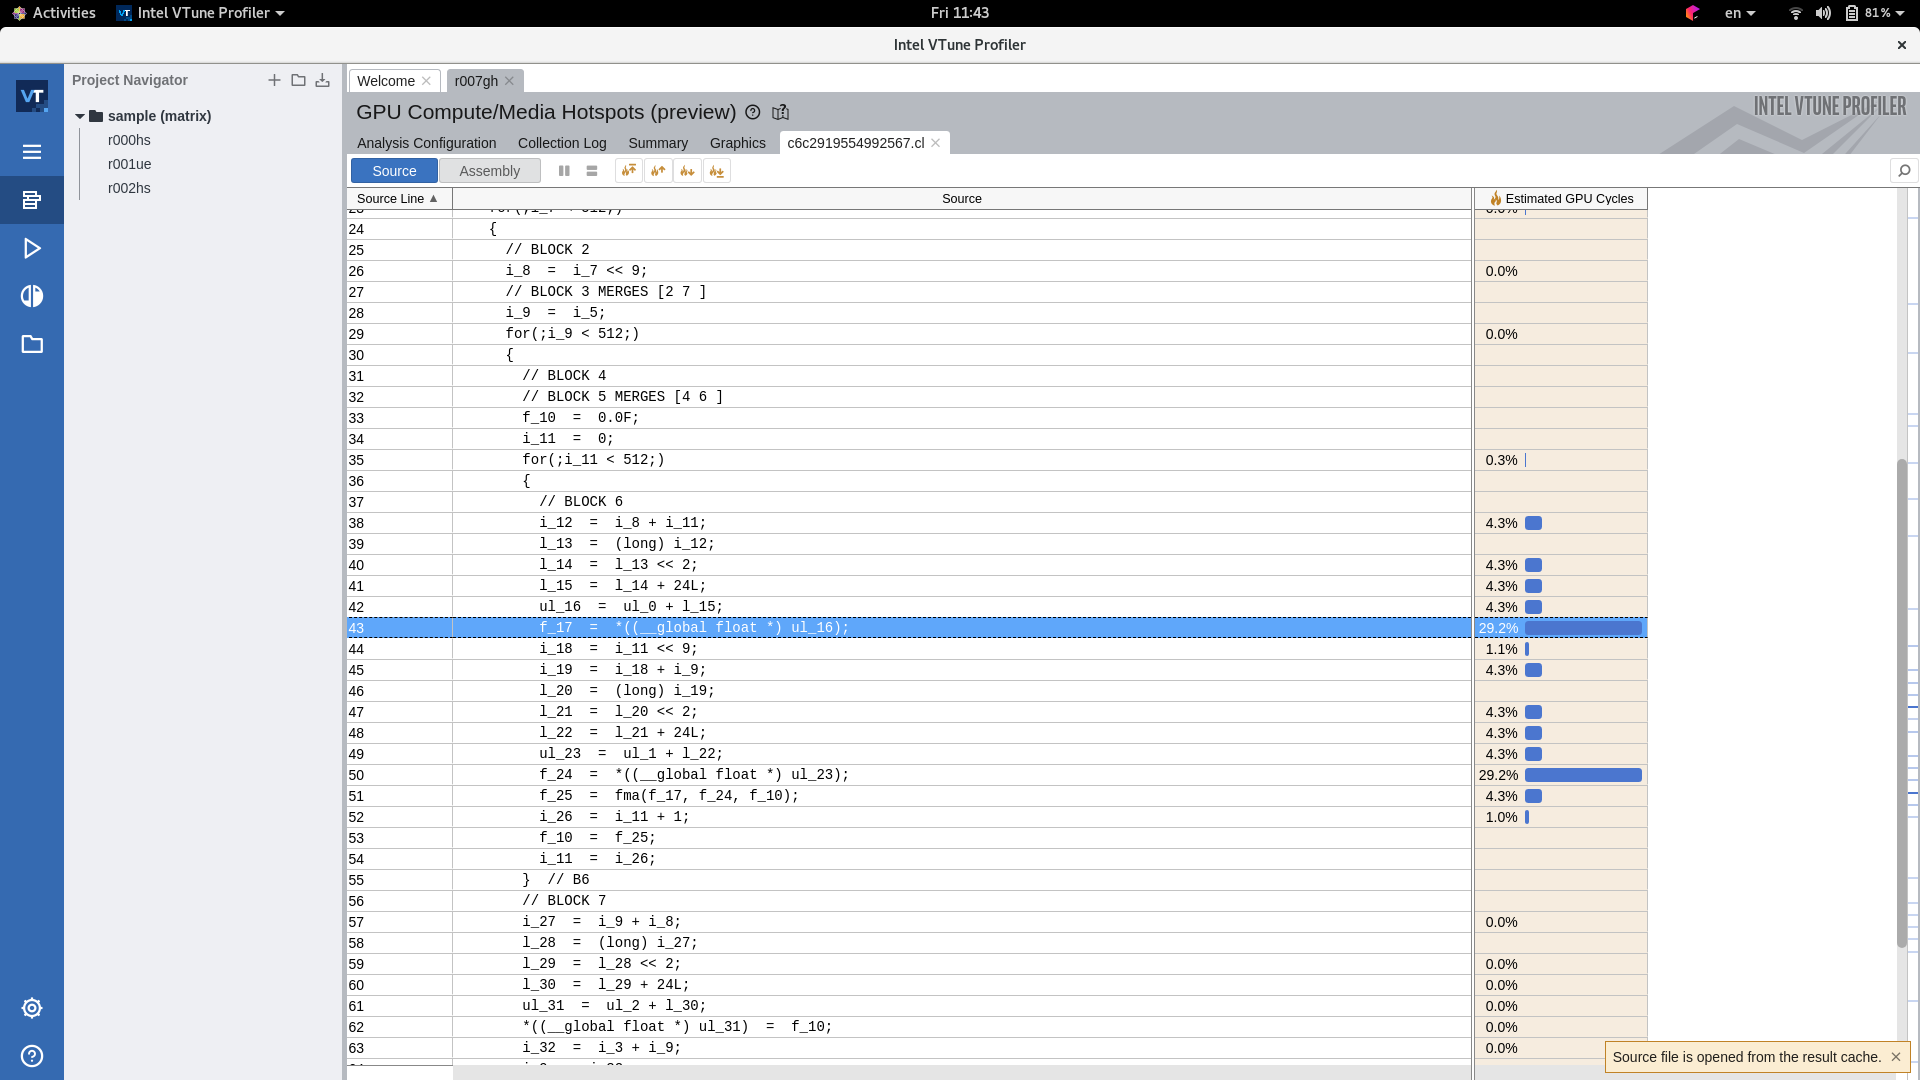 Activities Intel VTune Profiler Fri 11:43 en 81%
Intel VTune Profiler
VT
Project Navigator
sample (matrix)
r000hs
r001ue
r002hs
Welcome r007gh
GPU Compute/Media Hotspots (preview)
INTEL VTUNE PROFILER
Analysis Configuration Collection Log Summary Graphics c6c2919554992567.cl
Source Assembly
Source Line Source Estimated GPU Cycles
24 {
25 // BLOCK 2
26 i_8 = i_7 << 9; 0.0%
27 // BLOCK 3 MERGES [2 7 ]
28 i_9 = i_5;
29 for(;i_9 < 512;) 0.0%
30 {
31 // BLOCK 4
32 // BLOCK 5 MERGES [4 6 ]
33 f_10 = 0.0F;
34 i_11 = 0;
35 for(;i_11 < 512;) 0.3%
36 {
37 // BLOCK 6
38 i_12 = i_8 + i_11; 4.3%
39 l_13 = (long) i_12;
40 l_14 = l_13 << 2; 4.3%
41 l_15 = l_14 + 24L; 4.3%
42 ul_16 = ul_0 + l_15; 4.3%
43 f_17 = *((__global float *) ul_16); 29.2%
44 i_18 = i_11 << 9; 1.1%
45 i_19 = i_18 + i_9; 4.3%
46 l_20 = (long) i_19;
47 l_21 = l_20 << 2; 4.3%
48 l_22 = l_21 + 24L; 4.3%
49 ul_23 = ul_1 + l_22; 4.3%
50 f_24 = *((__global float *) ul_23); 29.2%
51 f_25 = fma(f_17, f_24, f_10); 4.3%
52 i_26 = i_11 + 1; 1.0%
53 f_10 = f_25;
54 i_11 = i_26;
55 } // B6
56 // BLOCK 7
57 i_27 = i_9 + i_8; 0.0%
58 l_28 = (long) i_27;
59 l_29 = l_28 << 2; 0.0%
60 l_30 = l_29 + 24L; 0.0%
61 ul_31 = ul_2 + l_30; 0.0%
62 *((__global float *) ul_31) = f_10; 0.0%
63 i_32 = i_3 + i_9; 0.0%
Source file is opened from the result cache.